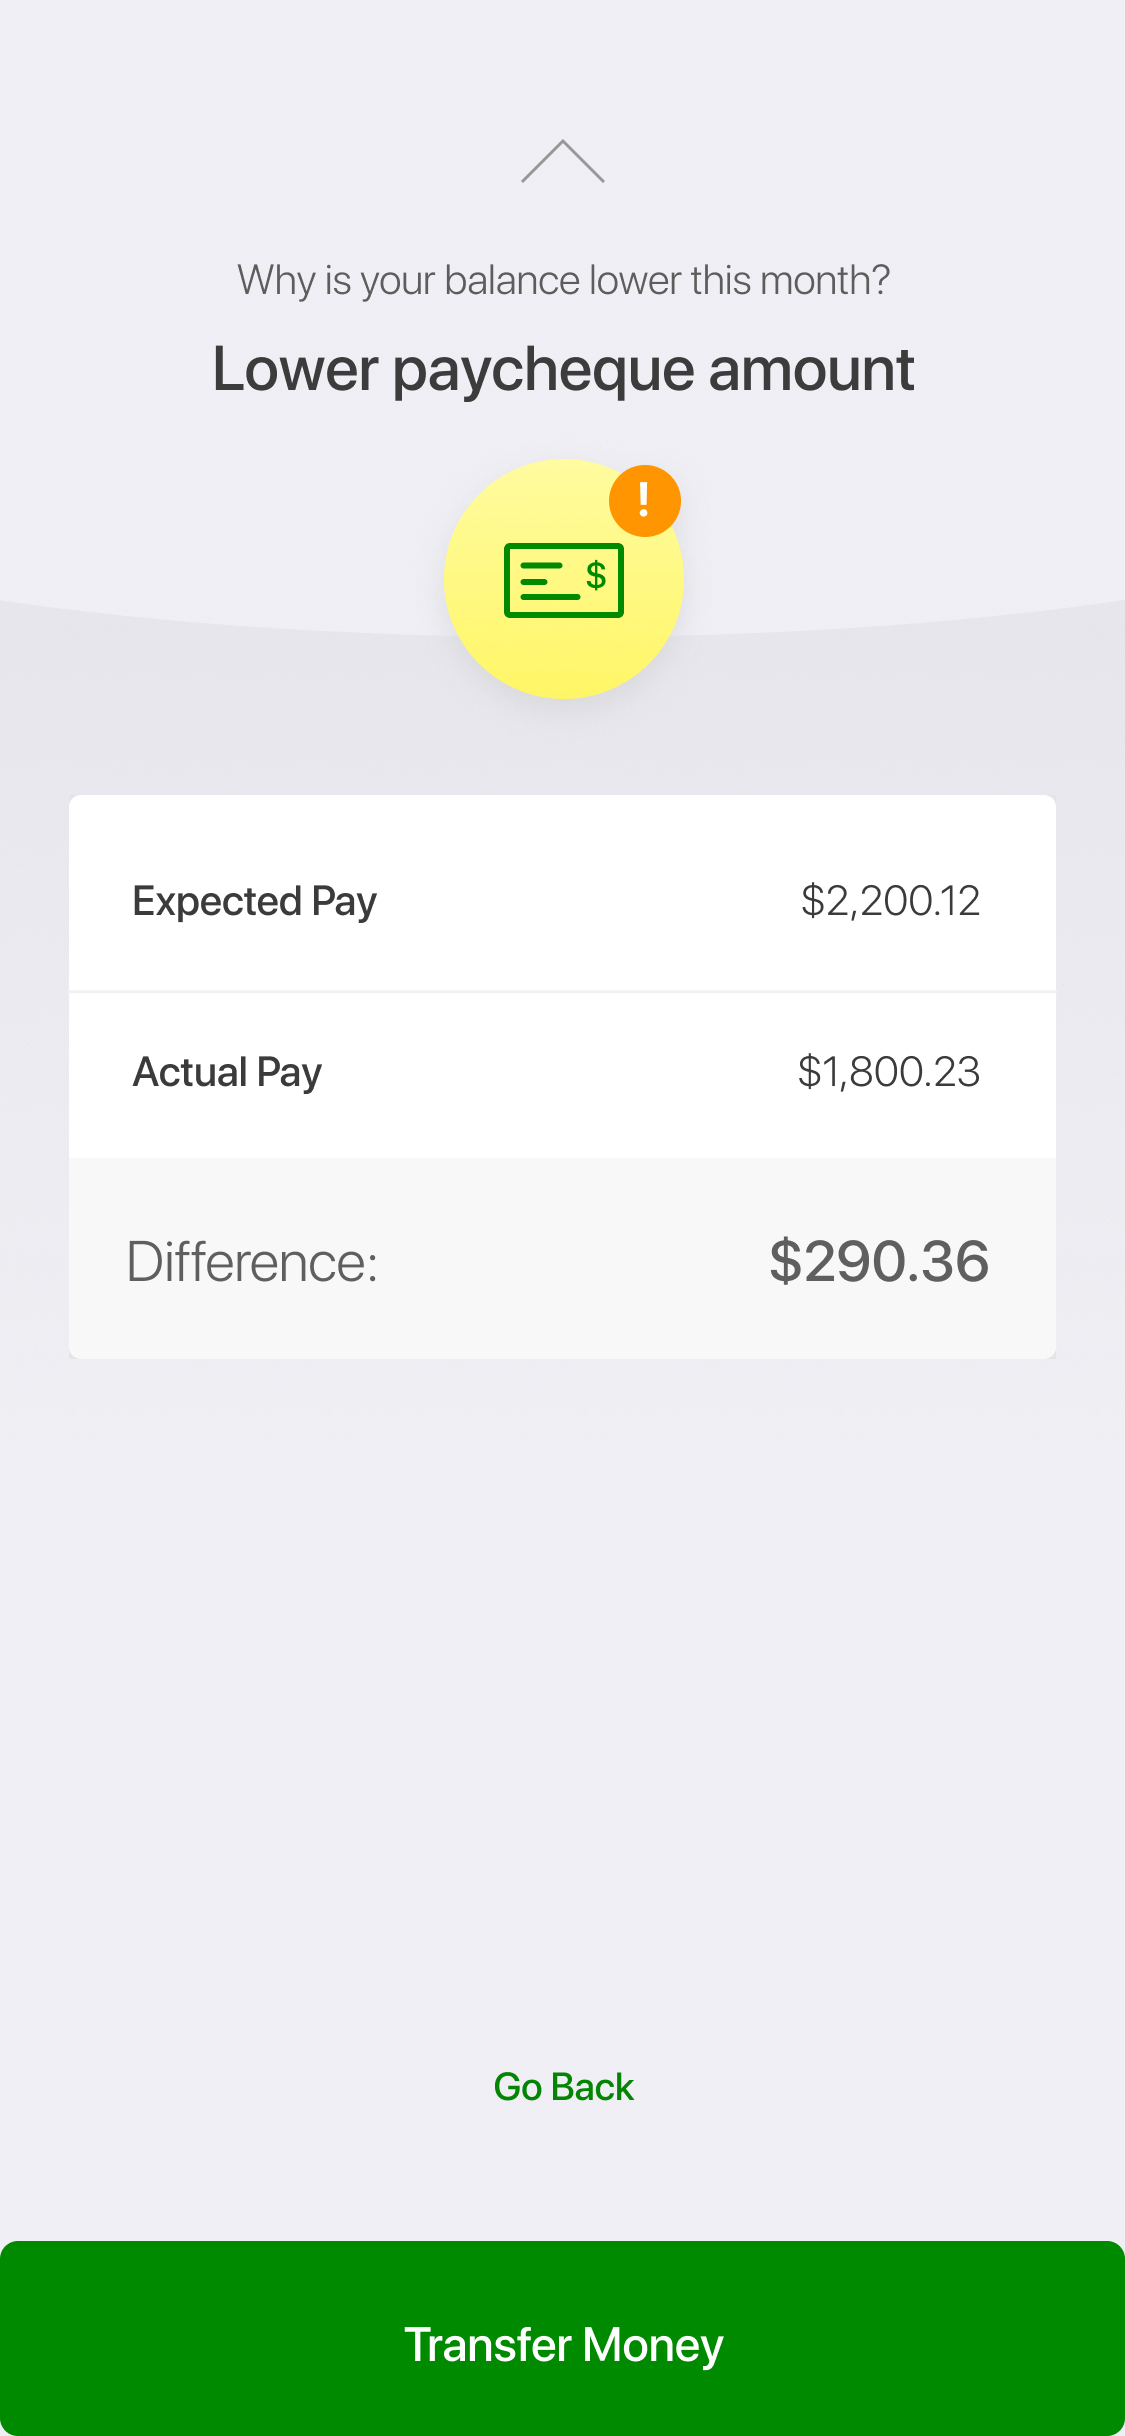 Why is your balance lower this month?
Lower paycheque amount
!
$
Expected Pay $2,200.12
Actual Pay $1,800.23
Difference: $290.36
Go Back
Transfer Money